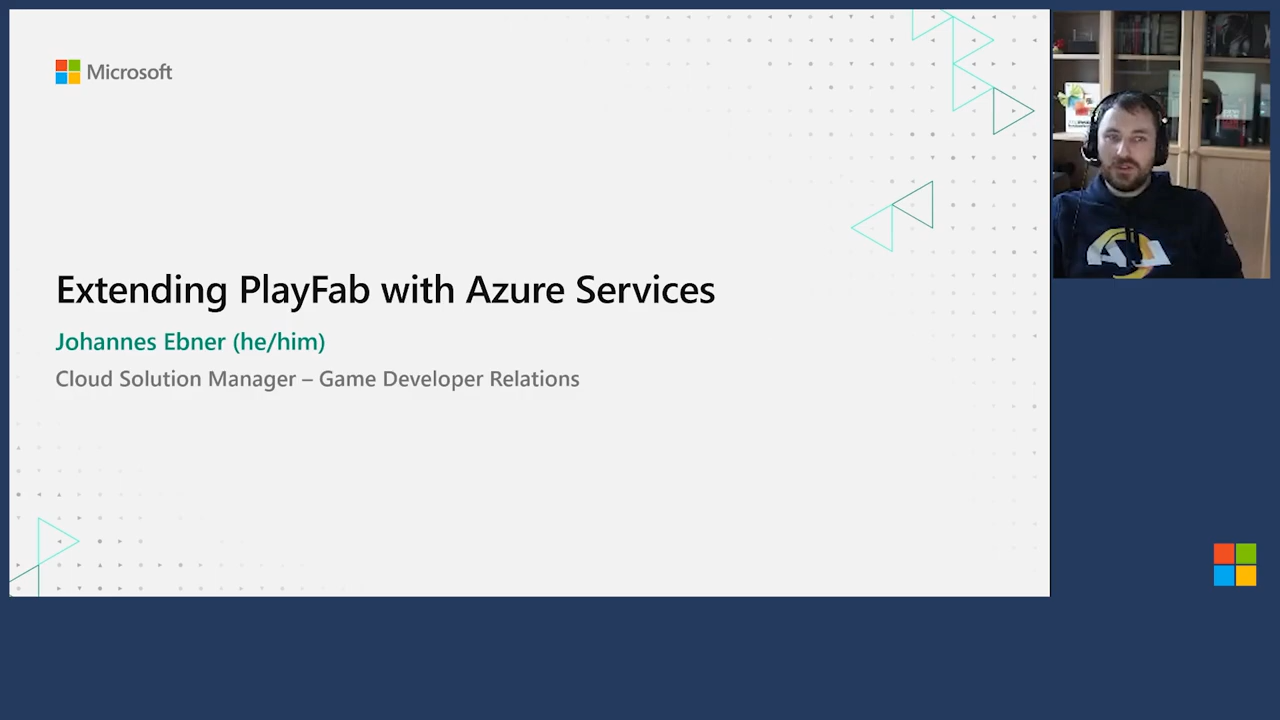 Microsoft
Extending PlayFab with Azure Services
Johannes Ebner (he/him)
Cloud Solution Manager – Game Developer Relations